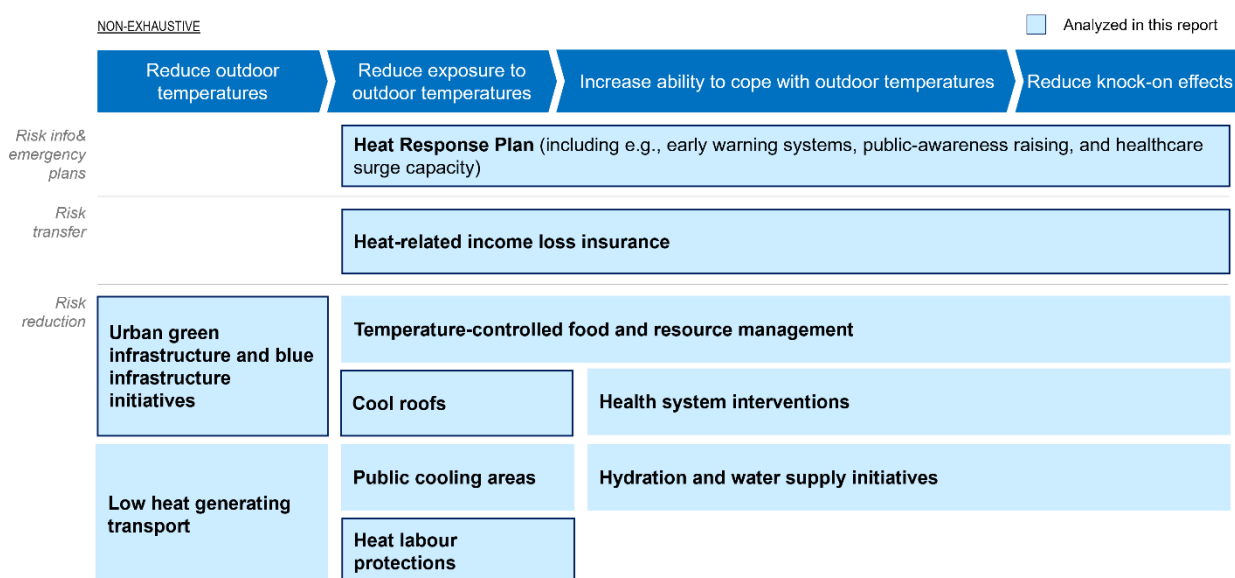 NON-EXHAUSTIVE
Analyzed in this report
Reduce outdoor
temperatures
Reduce exposure to
outdoor temperatures
Increase ability to cope with outdoor temperatures
Reduce knock-on effects
Risk info&
emergency
plans
Heat Response Plan (including e.g., early warning systems, public-awareness raising, and healthcare
surge capacity)
Risk
transfer
Heat-related income loss insurance
Risk
reduction
Urban green
infrastructure and blue
infrastructure
initiatives
Temperature-controlled food and resource management
Cool roofs
Health system interventions
Low heat generating
transport
Public cooling areas
Hydration and water supply initiatives
Heat labour
protections